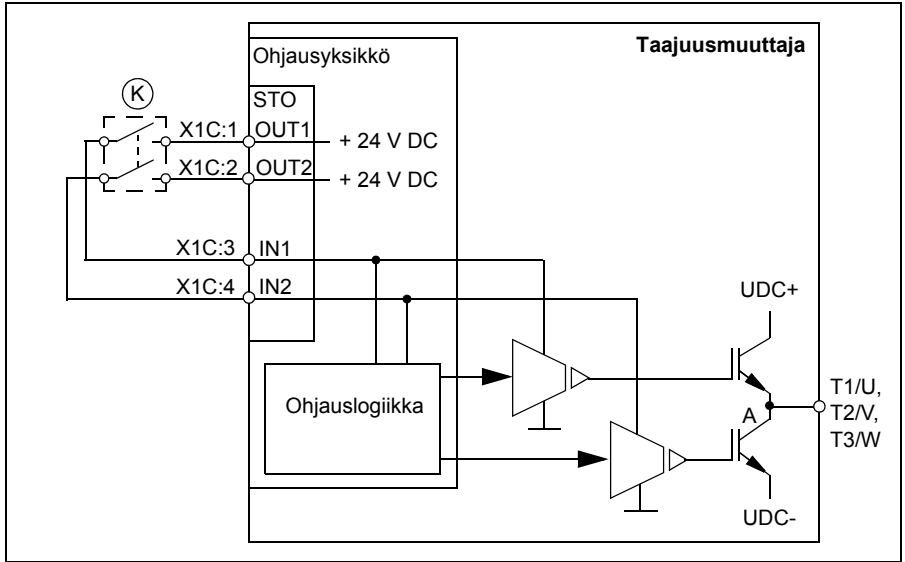 Taajuusmuuttaja
Ohjausyksikkö
K
STO
X1C:1 OUT1 + 24 V DC
X1C:2 OUT2 + 24 V DC
X1C:3 IN1
X1C:4 IN2
UDC+
Ohjauslogiikka
A
T1/U,
T2/V,
T3/W
UDC-